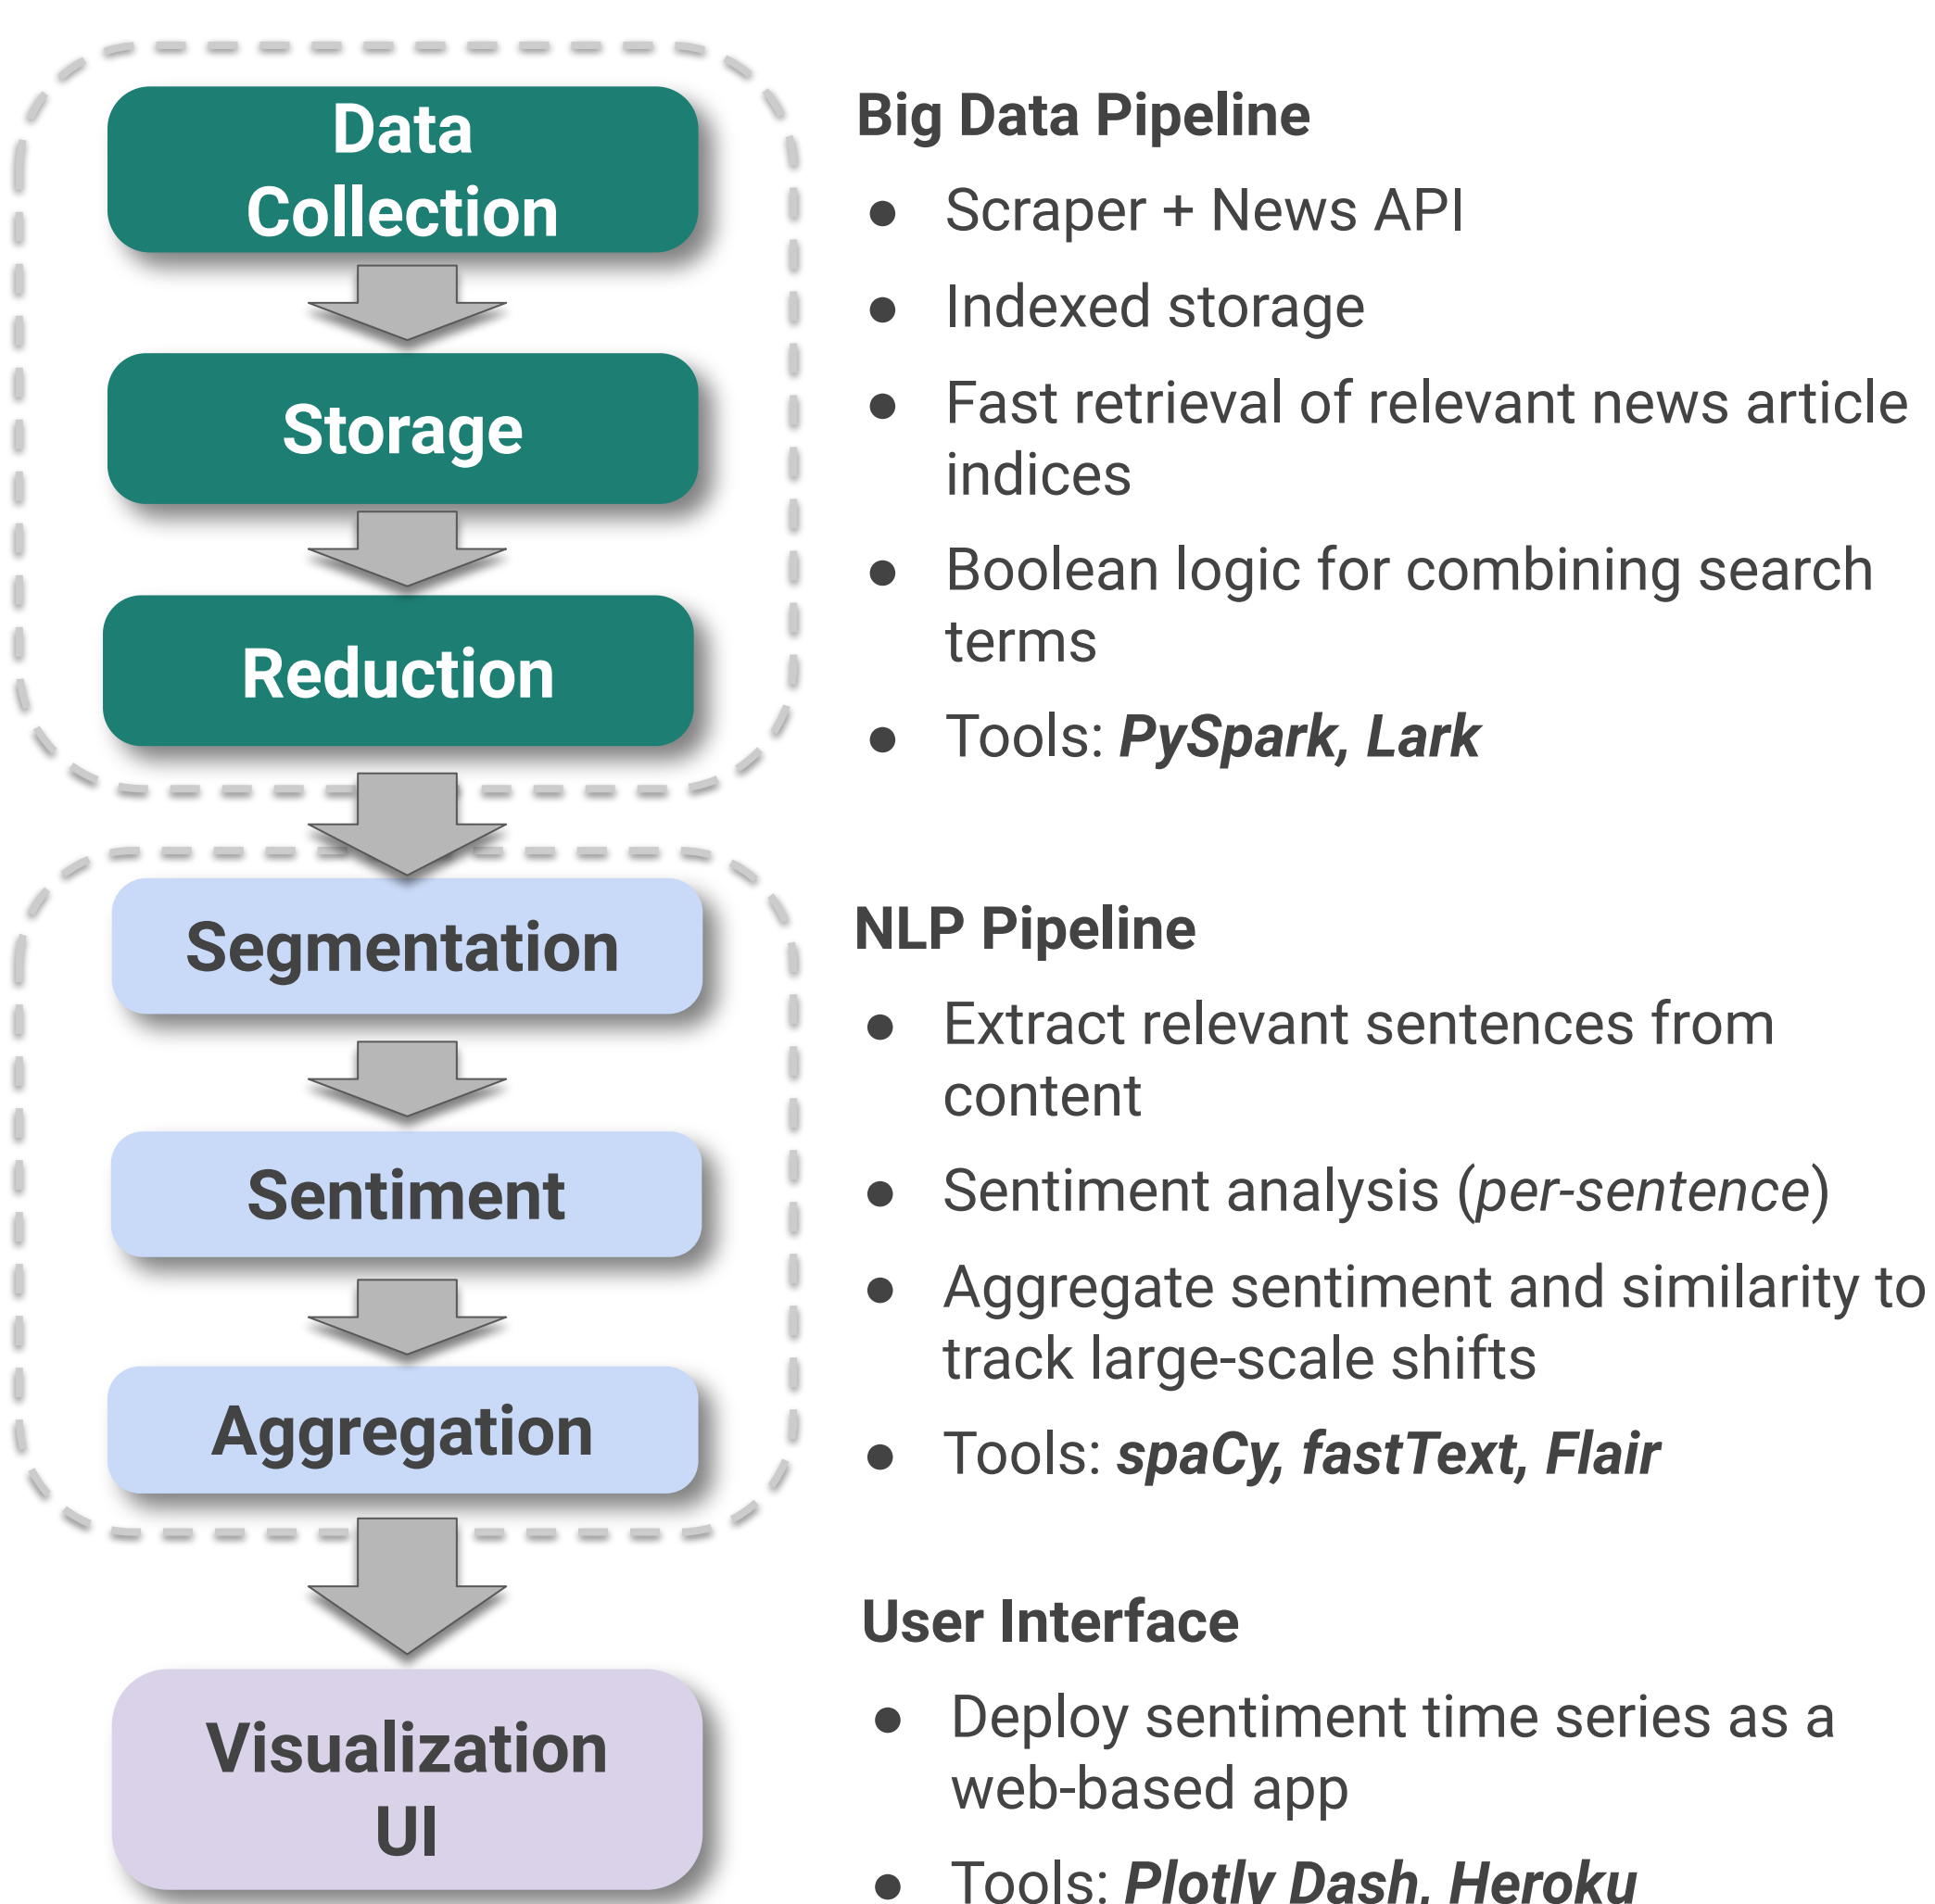 Data
Collection
Storage
Reduction
Segmentation
Sentiment
Aggregation
Visualization
UI
Big Data Pipeline
● Scraper + News API
● Indexed storage
● Fast retrieval of relevant news article
indices
● Boolean logic for combining search
terms
● Tools: PySpark, Lark
NLP Pipeline
● Extract relevant sentences from
content
● Sentiment analysis (per-sentence)
● Aggregate sentiment and similarity to
track large-scale shifts
● Tools: spaCy, fastText, Flair
User Interface
● Deploy sentiment time series as a
web-based app
● Tools: Plotly Dash, Heroku